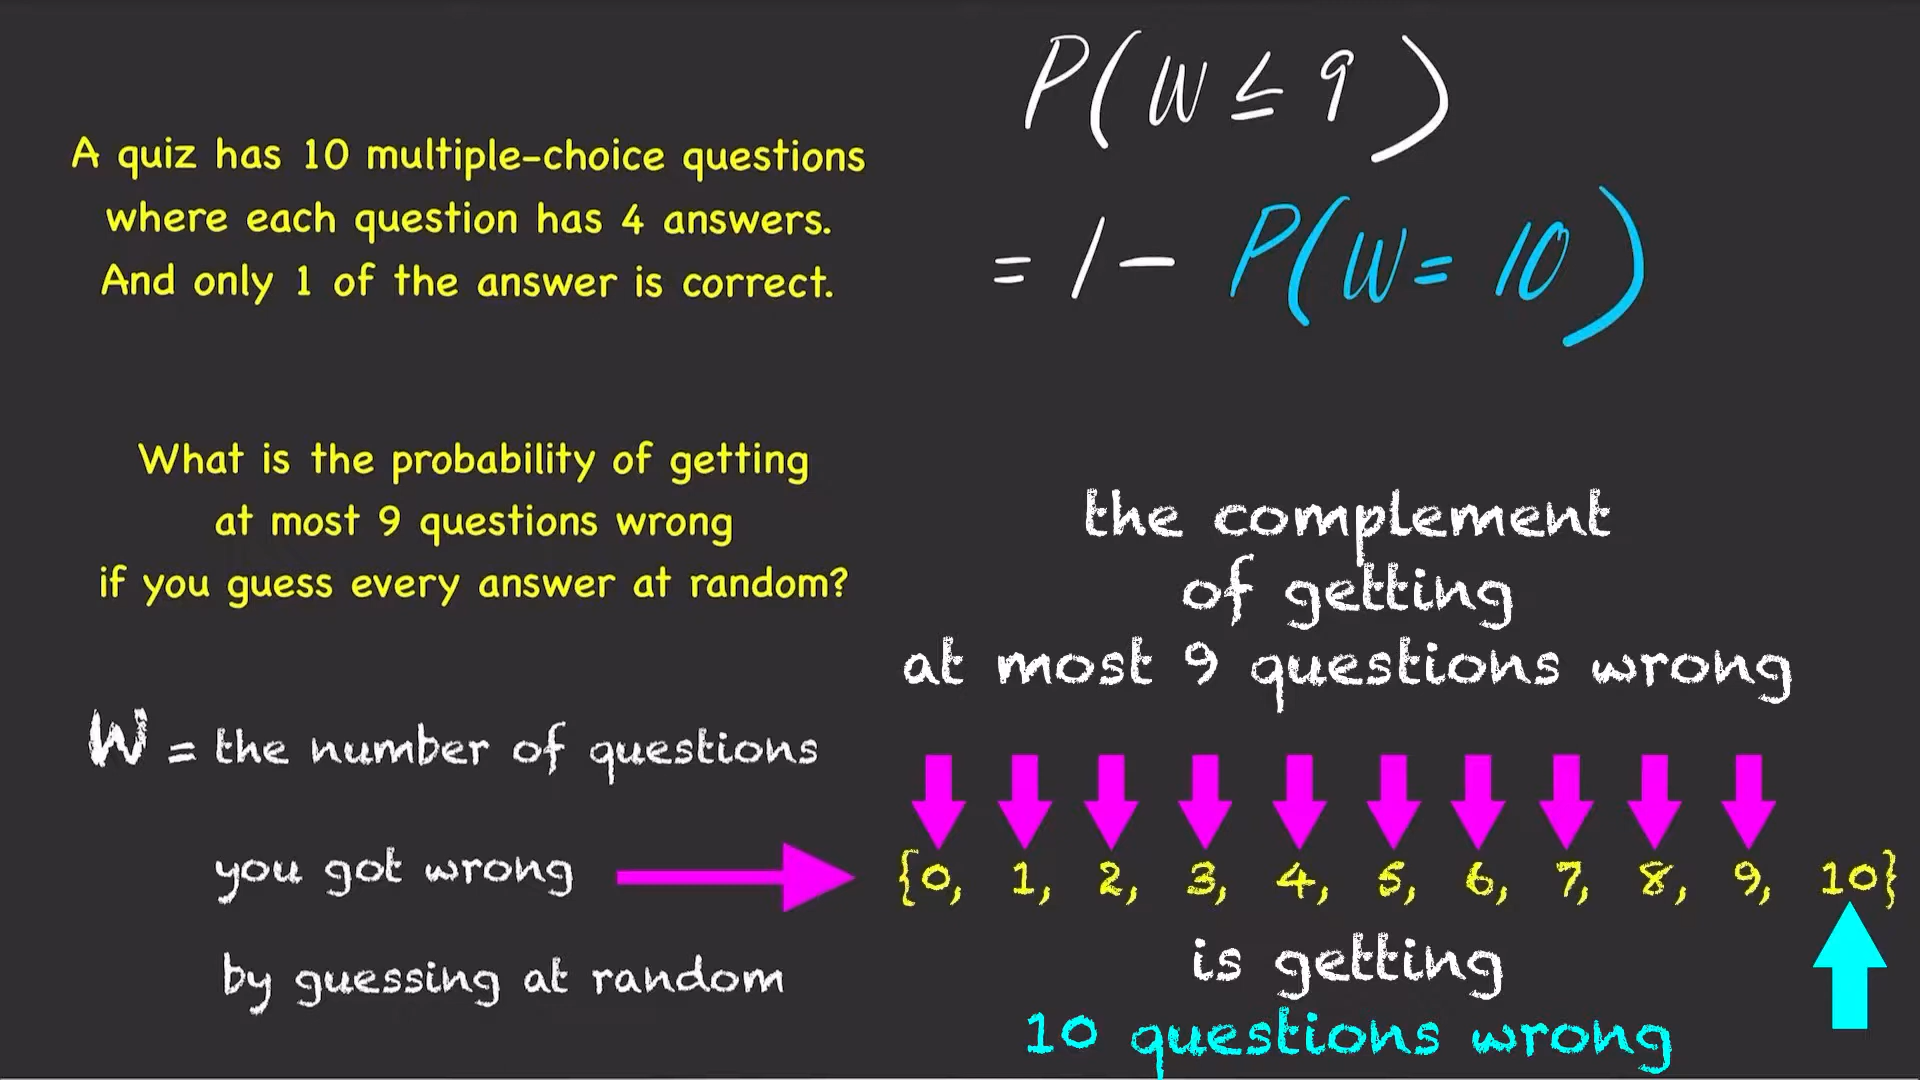 A quiz has 10 multiple-choice questions
where each question has 4 answers.
And only 1 of the answer is correct.
What is the probability of getting
at most 9 questions wrong
if you guess every answer at random?
W = the number of questions
you got wrong
by guessing at random
P(W ≤ 9)
= 1 - P(W = 10)
the complement
of getting
at most 9 questions wrong
{0, 1, 2, 3, 4, 5, 6, 7, 8, 9, 10}
is getting
10 questions wrong